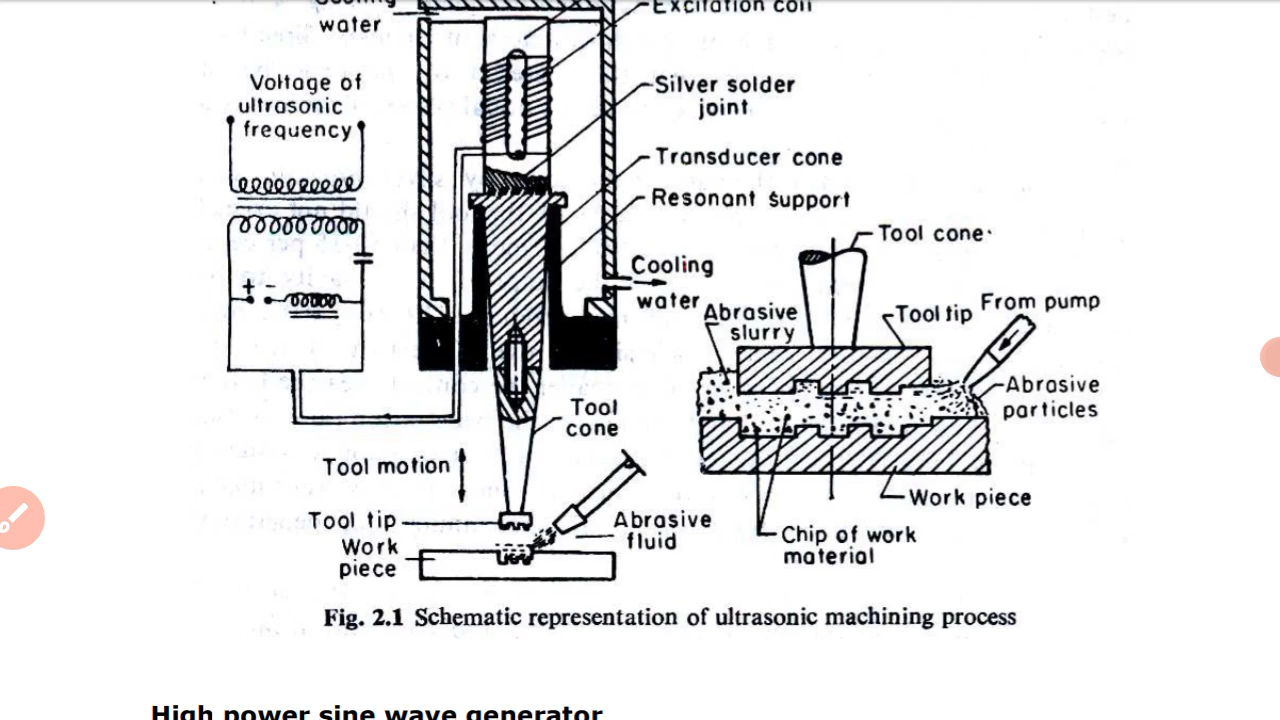 Cooling
water
Excitation coil
Voltage of
ultrasonic
frequency
Silver solder
joint
Transducer cone
Resonant support
+ -
Cooling
water
Tool cone
Abrasive
slurry
Tool tip
From pump
Abrasive
particles
Tool
cone
Tool motion
Work piece
Tool tip
Abrasive
fluid
Work
piece
Chip of work
material
Fig. 2.1 Schematic representation of ultrasonic machining process
High power sine wave generator